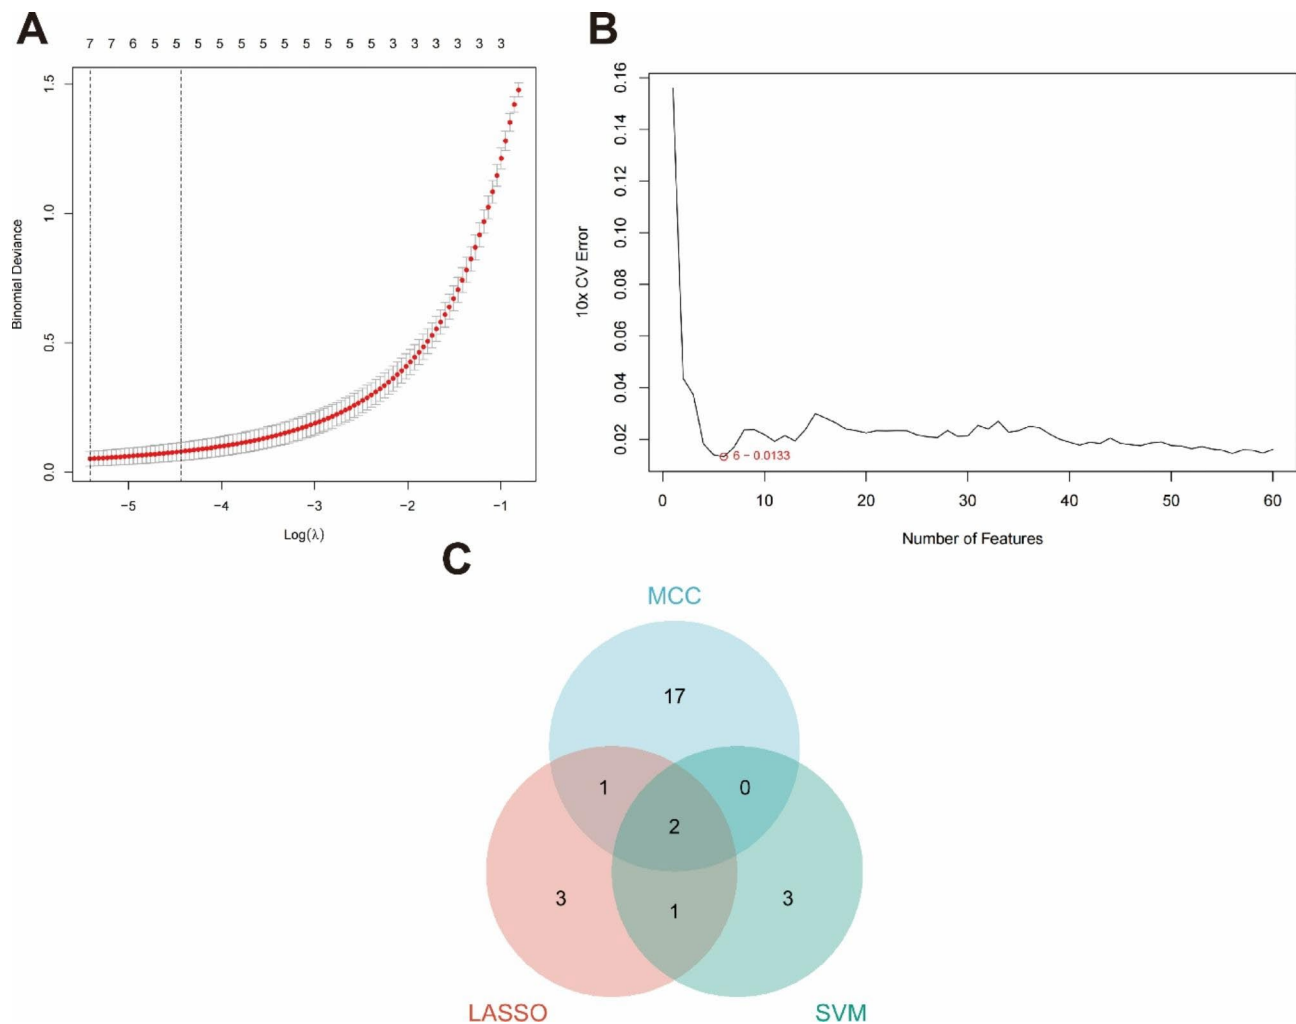 A
7 7 6 5 5 5 5 5 5 5 5 5 5 5 3 3 3 3 3 3
1.5
1.0
0.5
0.0
Binomial Deviance
−5 −4 −3 −2 −1
Log(λ)
B
0.16
0.14
0.12
0.10
0.08
0.06
0.04
0.02
10x CV Error
6 − 0.0133
0 10 20 30 40 50 60
Number of Features
C
MCC
17
1 0
2
3 3
1
LASSO SVM